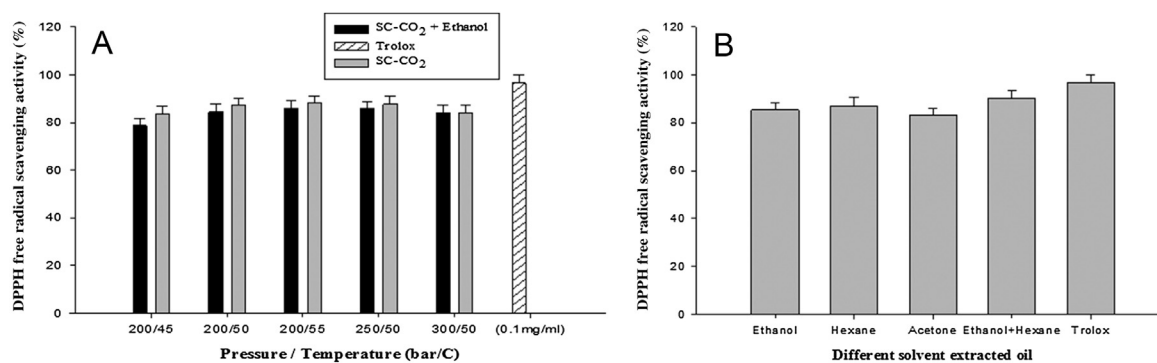 A
SC-CO2 + Ethanol
Trolox
SC-CO2
DPPH free radical scavenging activity (%)
120
100
80
60
40
20
0
200/45 200/50 200/55 250/50 300/50 (0.1mg/ml)
Pressure / Temperature (bar/C)
B
DPPH free radical scavenging activity (%)
120
100
80
60
40
20
0
Ethanol Hexane Acetone Ethanol+Hexane Trolox
Different solvent extracted oil